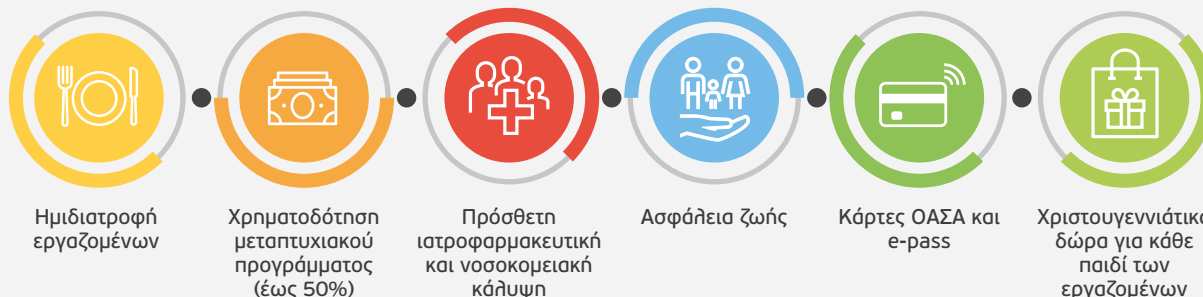 Ημιδιατροφή
εργαζομένων
Χρηματοδότηση
μεταπτυχιακού
προγράμματος
(έως 50%)
Πρόσθετη
ιατροφαρμακευτική
και νοσοκομειακή
κάλυψη
Ασφάλεια ζωής
Κάρτες ΟΑΣΑ και
e-pass
Χριστουγεννιάτικα
δώρα για κάθε
παιδί των
εργαζομένων